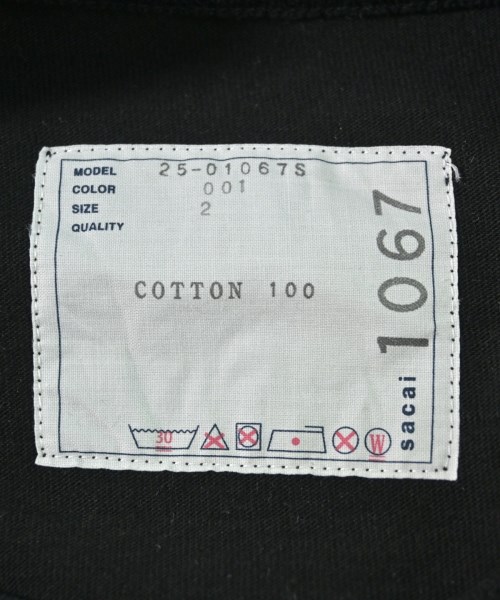 MODEL 25-01067S
COLOR 001
SIZE 2
QUALITY
COTTON 100
30
W
sacai 1067